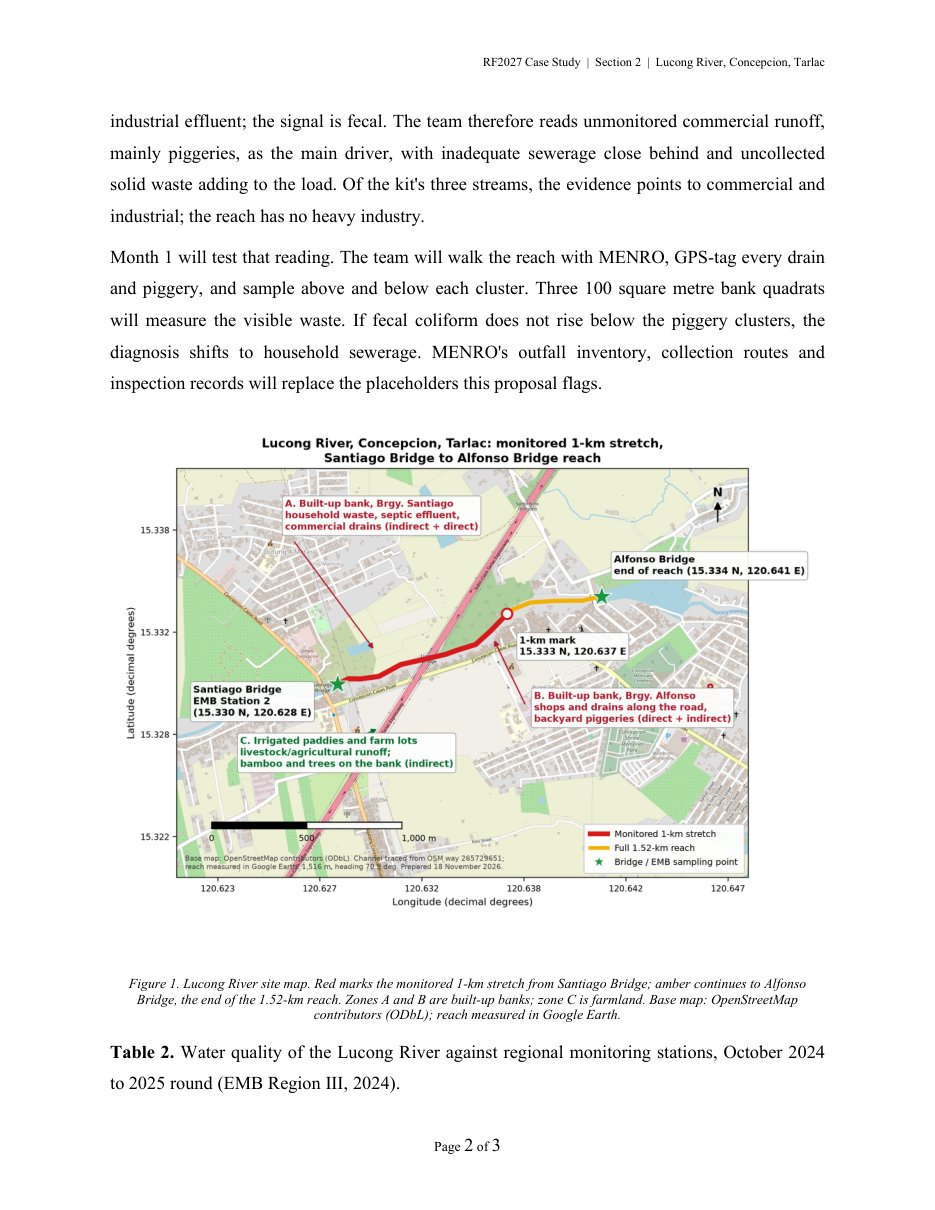 RF2027 Case Study | Section 2 | Lucong River, Concepcion, Tarlac
industrial effluent; the signal is fecal. The team therefore reads unmonitored commercial runoff,
mainly piggeries, as the main driver, with inadequate sewerage close behind and uncollected
solid waste adding to the load. Of the kit's three streams, the evidence points to commercial and
industrial; the reach has no heavy industry.
Month 1 will test that reading. The team will walk the reach with MENRO, GPS-tag every drain
and piggery, and sample above and below each cluster. Three 100 square metre bank quadrats
will measure the visible waste. If fecal coliform does not rise below the piggery clusters, the
diagnosis shifts to household sewerage. MENRO's outfall inventory, collection routes and
inspection records will replace the placeholders this proposal flags.
Lucong River, Concepcion, Tarlac: monitored 1-km stretch,
Santiago Bridge to Alfonso Bridge reach
N
A. Built-up bank, Brgy. Santiago
household waste, septic effluent,
commercial drains (indirect + direct)
15.338
Alfonso Bridge
end of reach (15.334 N, 120.641 E)
15.332
1-km mark
15.333 N, 120.637 E
Santiago Bridge
EMB Station 2
(15.330 N, 120.628 E)
B. Built-up bank, Brgy. Alfonso
shops and drains along the road,
backyard piggeries (direct + indirect)
15.328
C. Irrigated paddies and farm lots
livestock/agricultural runoff;
bamboo and trees on the bank (indirect)
Latitude (decimal degrees)
15.322
0 500 1,000 m
Monitored 1-km stretch
Full 1.52-km reach
Bridge / EMB sampling point
Base map: OpenStreetMap contributors (ODbL). Channel traced from OSM way 265729651;
reach measured in Google Earth: 1,516 m, heading 70.9 deg. Prepared 18 November 2026.
120.623 120.627 120.632 120.638 120.642 120.647
Longitude (decimal degrees)
Figure 1. Lucong River site map. Red marks the monitored 1-km stretch from Santiago Bridge; amber continues to Alfonso
Bridge, the end of the 1.52-km reach. Zones A and B are built-up banks; zone C is farmland. Base map: OpenStreetMap
contributors (ODbL); reach measured in Google Earth.
Table 2. Water quality of the Lucong River against regional monitoring stations, October 2024
to 2025 round (EMB Region III, 2024).
Page 2 of 3